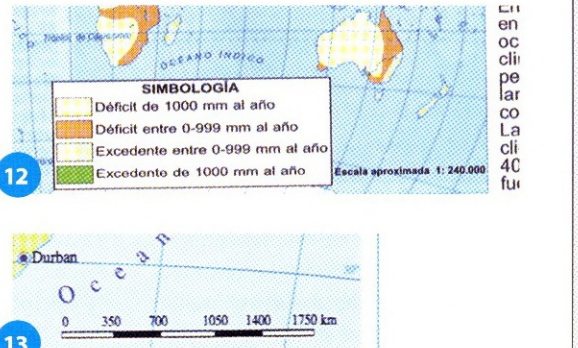 en
oc
Trópico de Capricornio
OCÉANO ÍNDICO
cli
pe
lar
co
La
cli
40
fue
SIMBOLOGÍA
Déficit de 1000 mm al año
Déficit entre 0-999 mm al año
Excedente entre 0-999 mm al año
Excedente de 1000 mm al año
Escala aproximada 1: 240.000
12
Durban
Ocean
0 350 700 1050 1400 1750 km
13